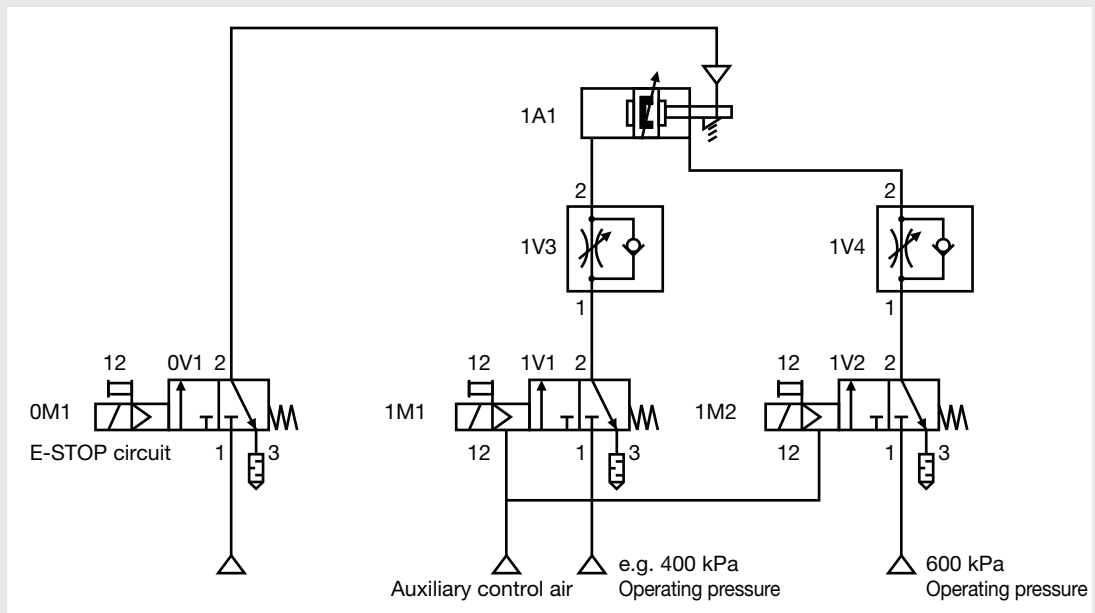 1A1
2
2
1V3
1V4
1
1
12
0V1
2
12
1V1
2
12
1V2
2
0M1
1M1
1M2
E-STOP circuit
1
3
12
1
3
12
1
3
e.g. 400 kPa
600 kPa
Auxiliary control air
Operating pressure
Operating pressure